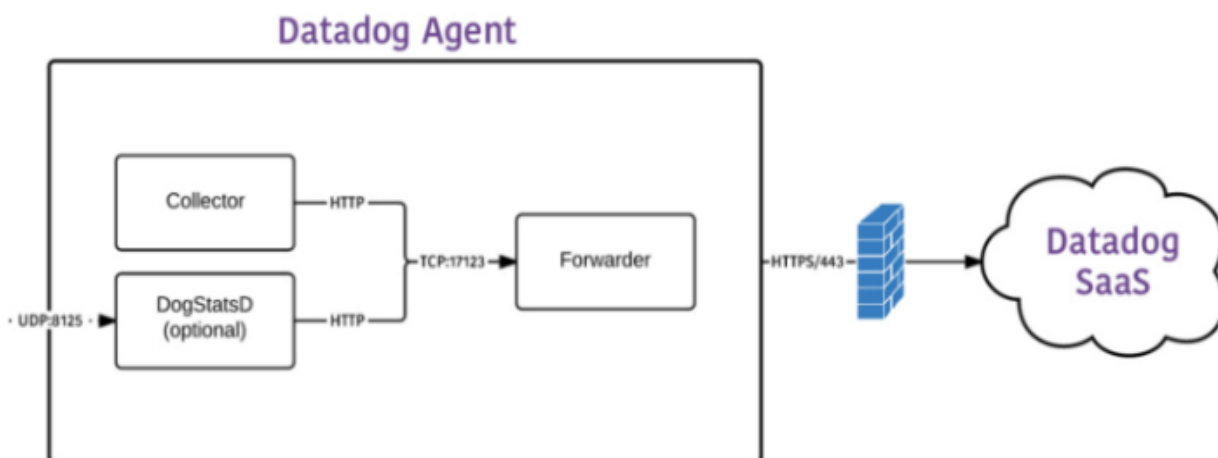 Datadog Agent
Collector
HTTP
TCP:17123
Forwarder
HTTPS/443
Datadog
SaaS
UDP:8125
DogStatsD
(optional)
HTTP